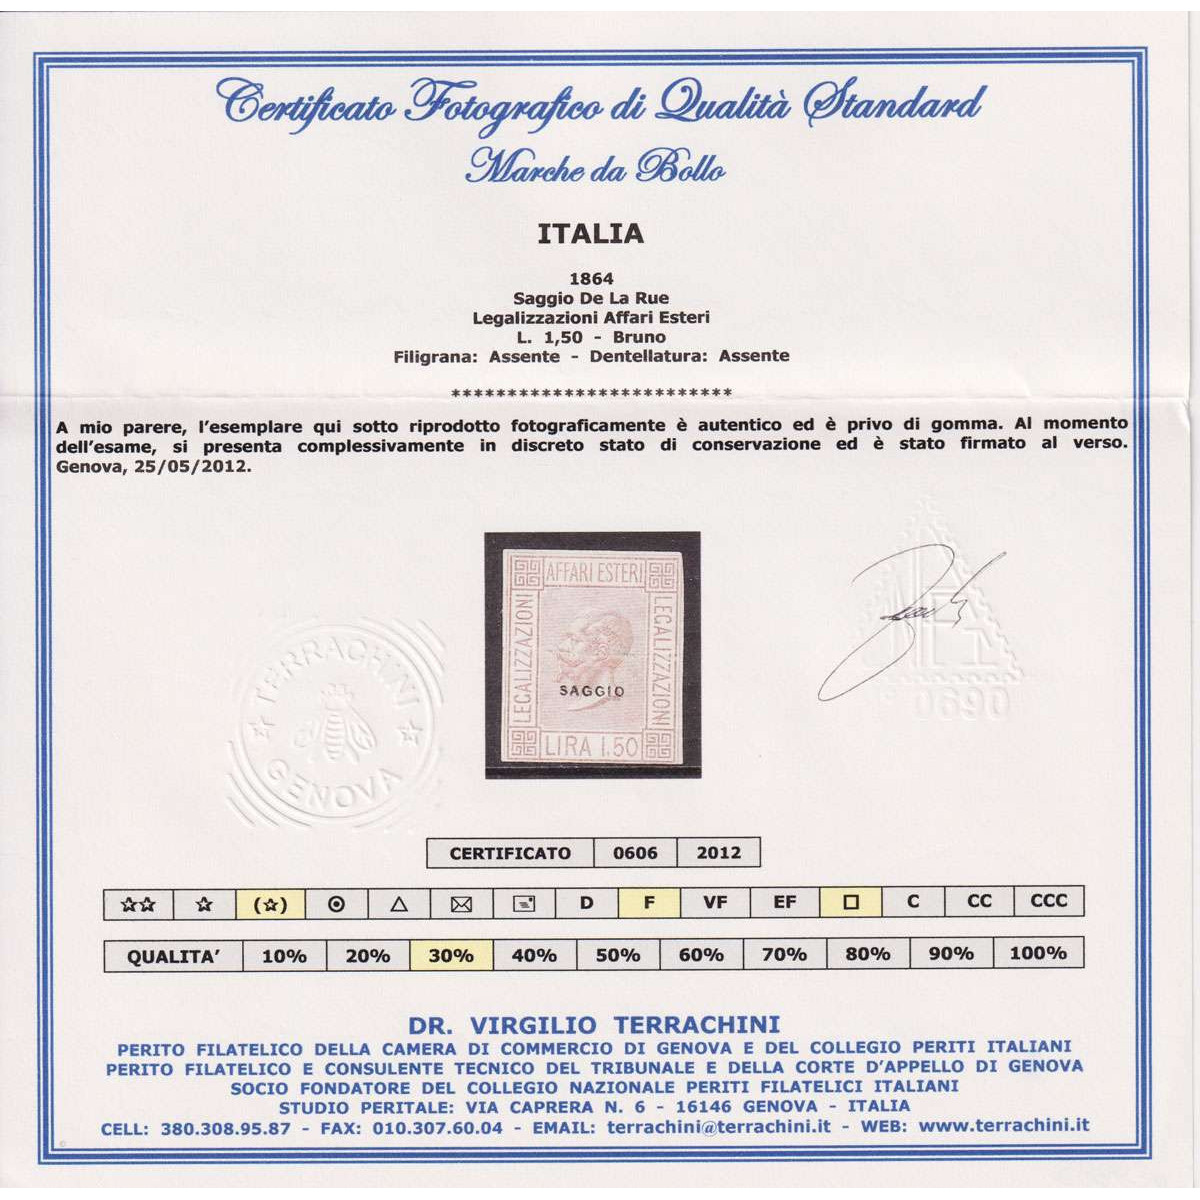 Certificato Fotografico di Qualità Standard
Marche da Bollo
ITALIA
1864
Saggio De La Rue
Legalizzazioni Affari Esteri
L. 1,50 - Bruno
Filigrana: Assente - Dentellatura: Assente
*************************
A mio parere, l'esemplare qui sotto riprodotto fotograficamente è autentico ed è privo di gomma. Al momento
dell'esame, si presenta complessivamente in discreto stato di conservazione ed è stato firmato al verso.
Genova, 25/05/2012.
AFFARI ESTERI
LEGALIZZAZIONI
LEGALIZZAZIONI
SAGGIO
LIRA 1.50
TERRACHINI
GENOVA
0690
CERTIFICATO 0606 2012
D F VF EF C CC CCC
QUALITA' 10% 20% 30% 40% 50% 60% 70% 80% 90% 100%
DR. VIRGILIO TERRACHINI
PERITO FILATELICO DELLA CAMERA DI COMMERCIO DI GENOVA E DEL COLLEGIO PERITI ITALIANI
PERITO FILATELICO E CONSULENTE TECNICO DEL TRIBUNALE E DELLA CORTE D'APPELLO DI GENOVA
SOCIO FONDATORE DEL COLLEGIO NAZIONALE PERITI FILATELICI ITALIANI
STUDIO PERITALE: VIA CAPRERA N. 6 - 16146 GENOVA - ITALIA
CELL: 380.308.95.87 - FAX: 010.307.60.04 - EMAIL: terrachini@terrachini.it - WEB: www.terrachini.it